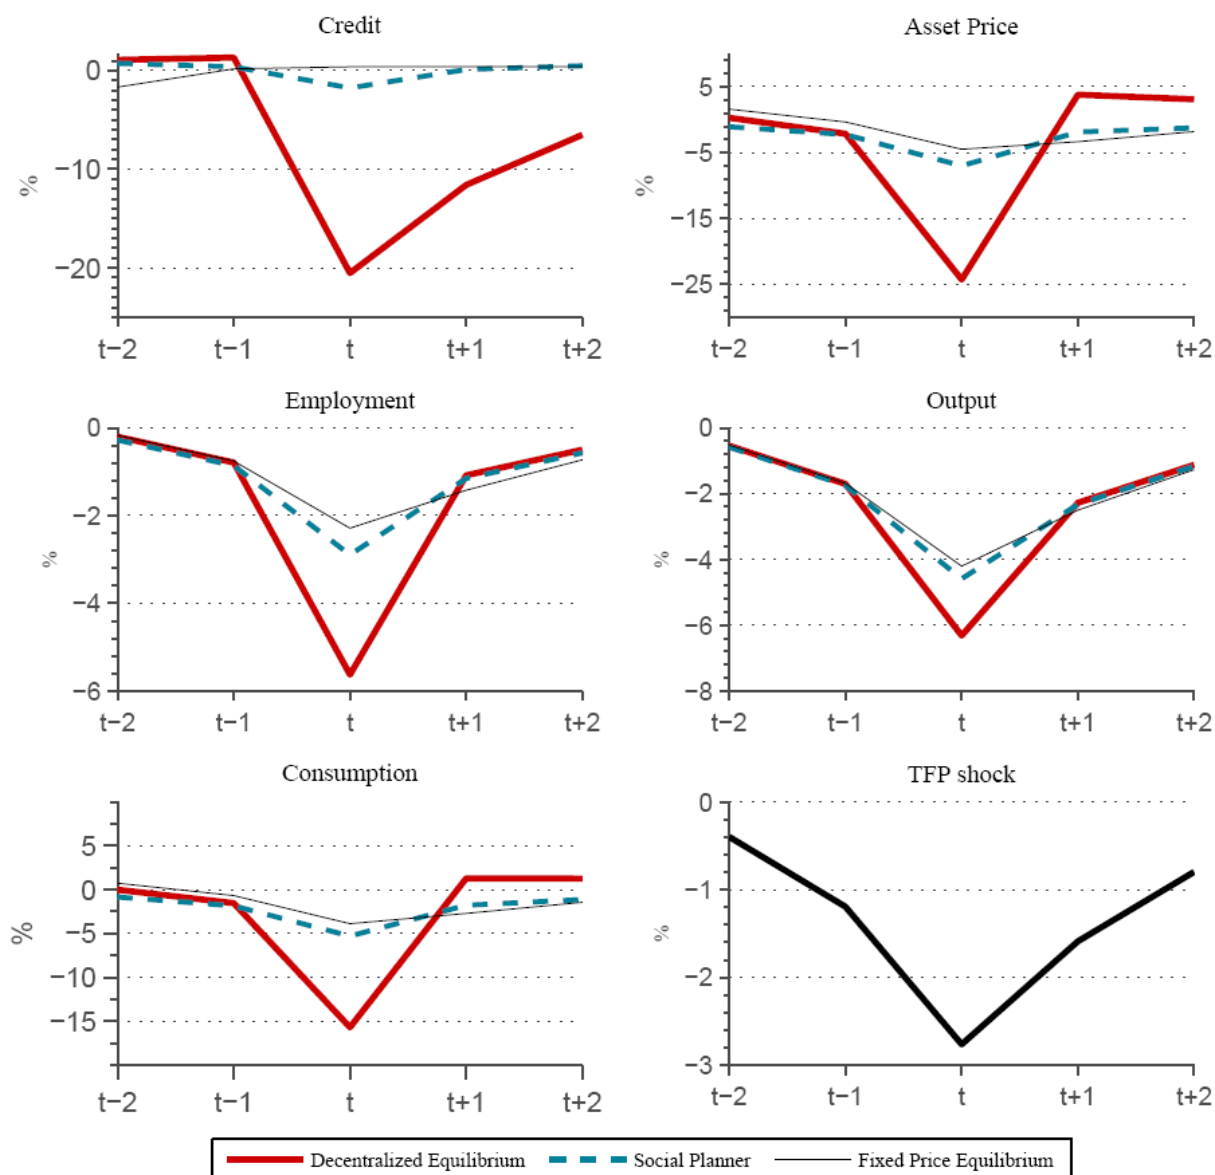 Credit
0
−10
−20
%
t−2 t−1 t t+1 t+2
Asset Price
5
−5
−15
−25
%
t−2 t−1 t t+1 t+2
Employment
0
−2
−4
−6
%
t−2 t−1 t t+1 t+2
Output
0
−2
−4
−6
−8
%
t−2 t−1 t t+1 t+2
Consumption
5
0
−5
−10
−15
%
t−2 t−1 t t+1 t+2
TFP shock
0
−1
−2
−3
%
t−2 t−1 t t+1 t+2
Decentralized Equilibrium Social Planner Fixed Price Equilibrium